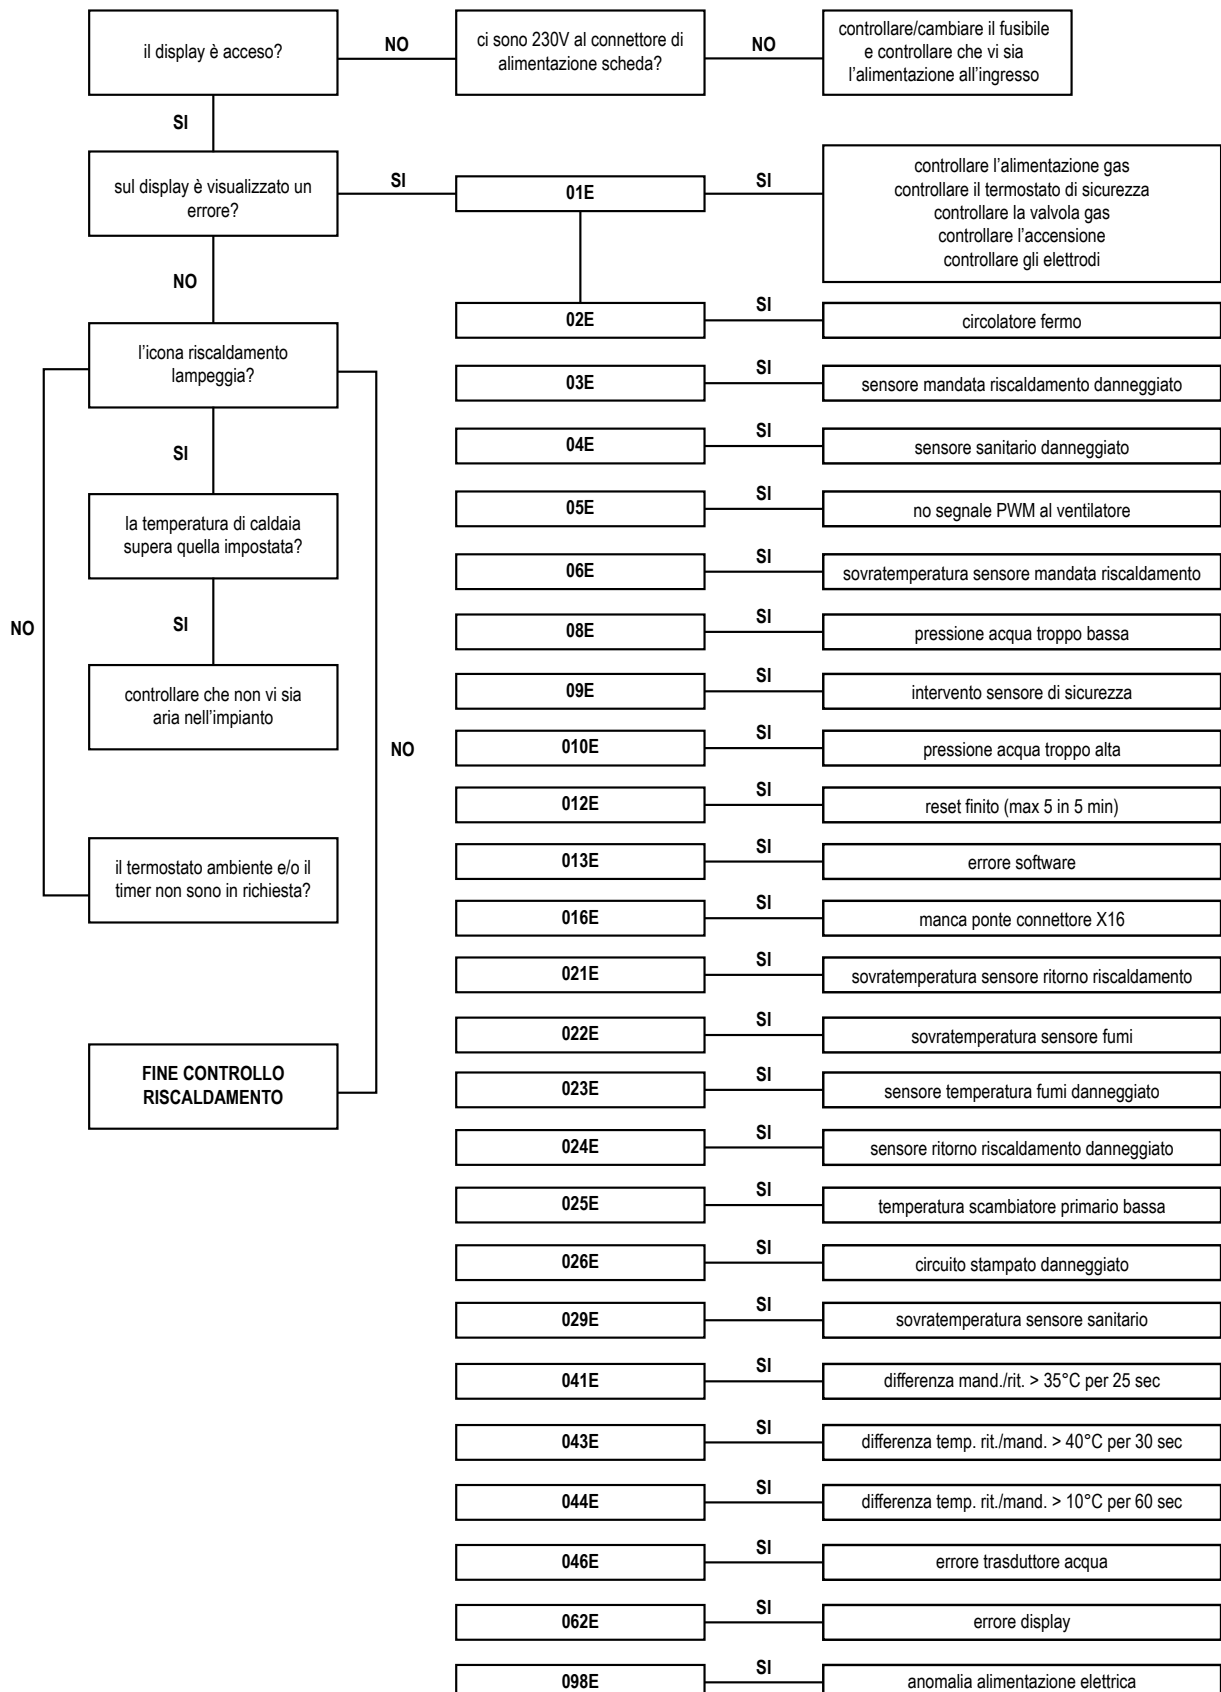 il display è acceso?
NO
ci sono 230V al connettore di
alimentazione scheda?
NO
controllare/cambiare il fusibile
e controllare che vi sia
l'alimentazione all'ingresso
SI
sul display è visualizzato un
errore?
SI
01E
SI
controllare l'alimentazione gas
controllare il termostato di sicurezza
controllare la valvola gas
controllare l'accensione
controllare gli elettrodi
NO
02E
SI
circolatore fermo
l'icona riscaldamento
lampeggia?
03E
SI
sensore mandata riscaldamento danneggiato
SI
04E
SI
sensore sanitario danneggiato
la temperatura di caldaia
supera quella impostata?
05E
SI
no segnale PWM al ventilatore
06E
SI
sovratemperatura sensore mandata riscaldamento
NO
SI
08E
SI
pressione acqua troppo bassa
controllare che non vi sia
aria nell'impianto
09E
SI
intervento sensore di sicurezza
NO
010E
SI
pressione acqua troppo alta
012E
SI
reset finito (max 5 in 5 min)
il termostato ambiente e/o il
timer non sono in richiesta?
013E
SI
errore software
016E
SI
manca ponte connettore X16
021E
SI
sovratemperatura sensore ritorno riscaldamento
022E
SI
sovratemperatura sensore fumi
FINE CONTROLLO
RISCALDAMENTO
023E
SI
sensore temperatura fumi danneggiato
024E
SI
sensore ritorno riscaldamento danneggiato
025E
SI
temperatura scambiatore primario bassa
026E
SI
circuito stampato danneggiato
029E
SI
sovratemperatura sensore sanitario
041E
SI
differenza mand./rit. > 35°C per 25 sec
043E
SI
differenza temp. rit./mand. > 40°C per 30 sec
044E
SI
differenza temp. rit./mand. > 10°C per 60 sec
046E
SI
errore trasduttore acqua
062E
SI
errore display
098E
SI
anomalia alimentazione elettrica